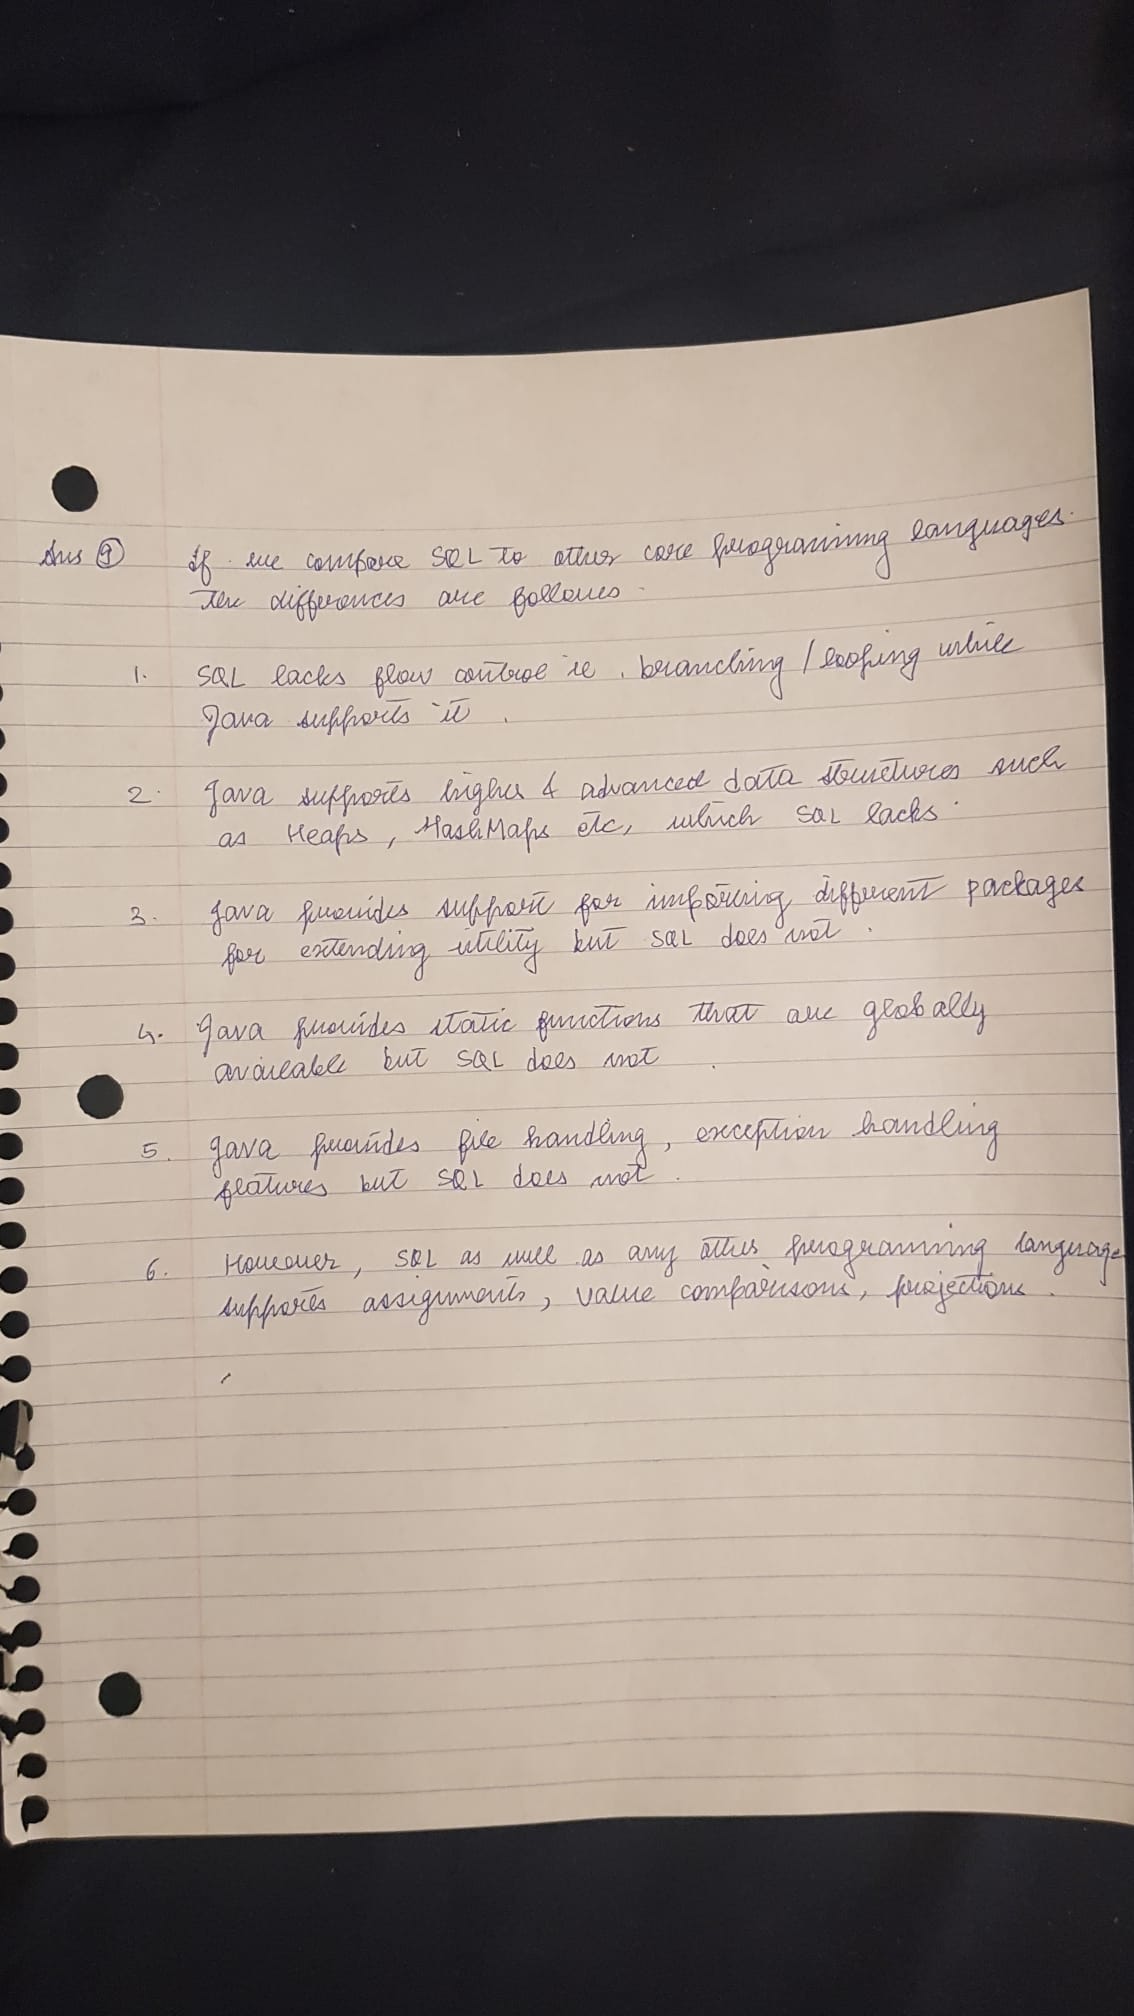 Ans 9 If we compare SQL to other core programming languages.
The differences are follows.
1. SQL lacks flow control ie. branching / looping while
Java supports it.
2. Java supports higher & advanced data structures such
as Heaps, HashMaps etc, which SQL lacks.
3. Java provides support for importing different packages
for extending utility but SQL does not.
4. Java provides static functions that are globally
available but SQL does not.
5. Java provides file handling, exception handling
features but SQL does not.
6. However, SQL as well as any other programming language
supports assignments, value comparisons, projections.